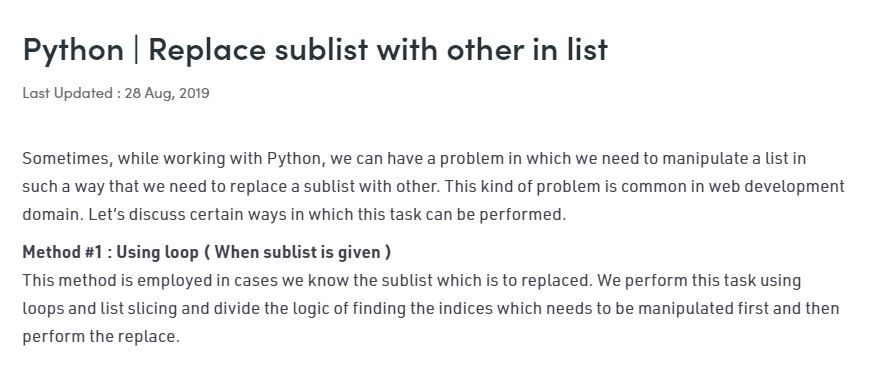 Python | Replace sublist with other in list
Last Updated : 28 Aug, 2019
Sometimes, while working with Python, we can have a problem in which we need to manipulate a list in
such a way that we need to replace a sublist with other. This kind of problem is common in web development
domain. Let’s discuss certain ways in which this task can be performed.
Method #1 : Using loop ( When sublist is given )
This method is employed in cases we know the sublist which is to replaced. We perform this task using
loops and list slicing and divide the logic of finding the indices which needs to be manipulated first and then
perform the replace.